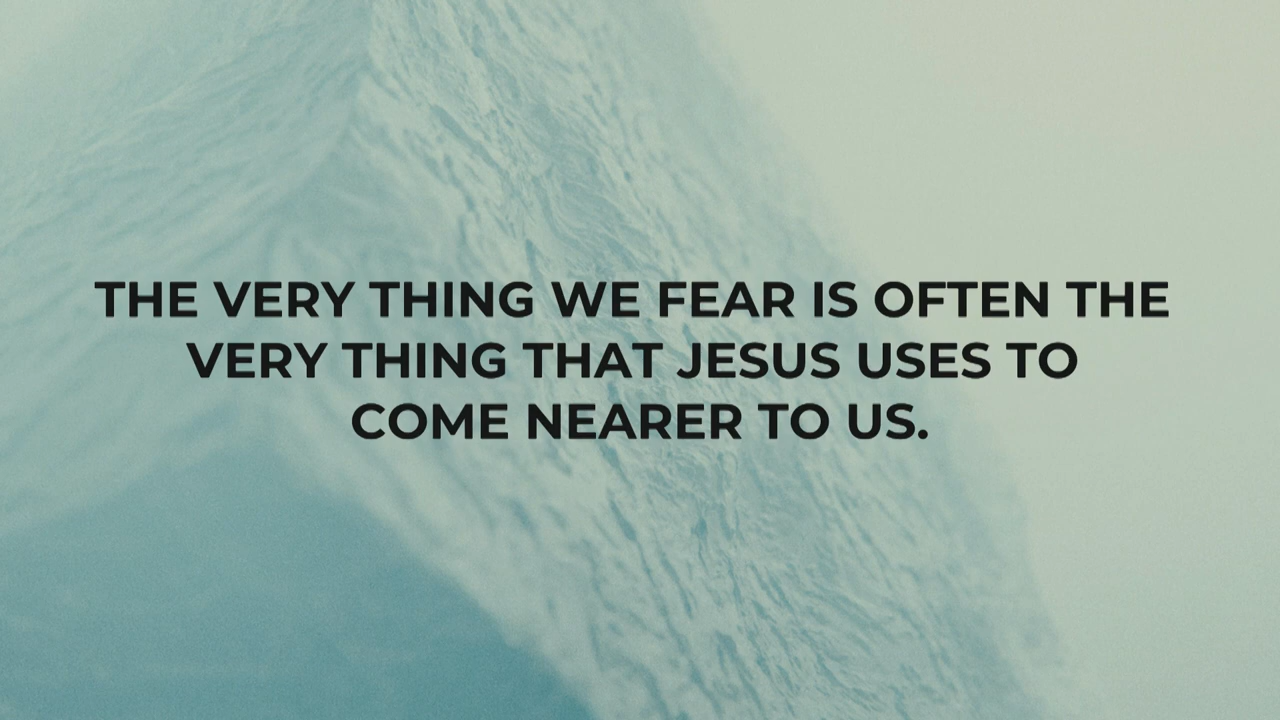 THE VERY THING WE FEAR IS OFTEN THE
VERY THING THAT JESUS USES TO
COME NEARER TO US.